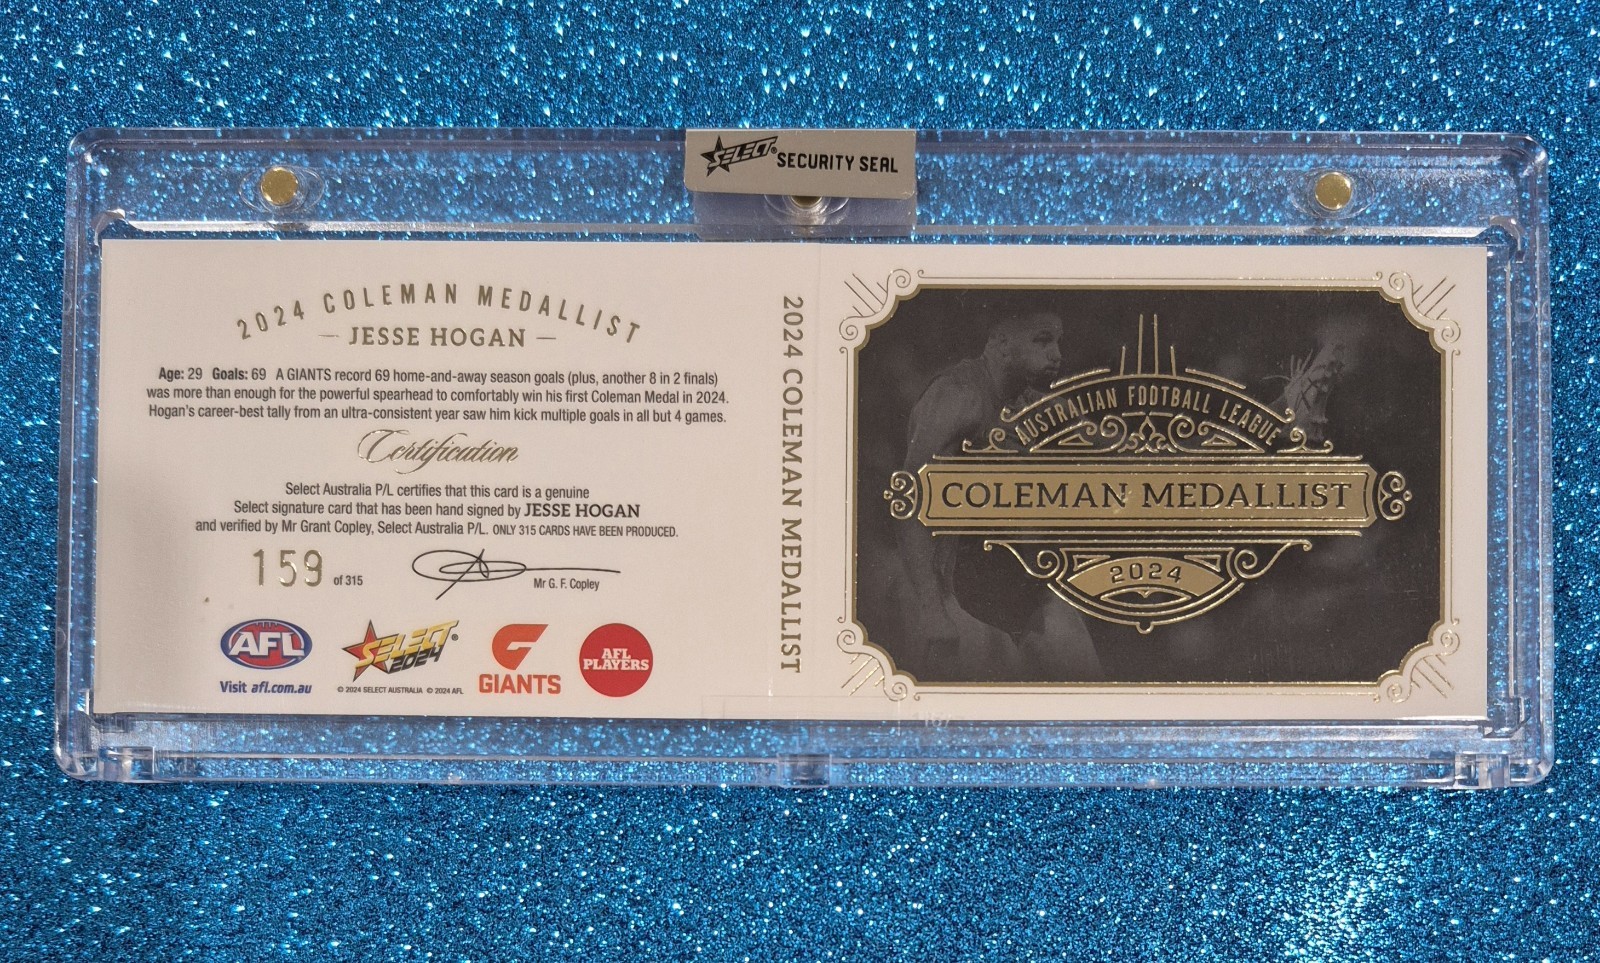 SELECT® SECURITY SEAL
2024 COLEMAN MEDALLIST
— JESSE HOGAN —
Age: 29 Goals: 69 A GIANTS record 69 home-and-away season goals (plus, another 8 in 2 finals)
was more than enough for the powerful spearhead to comfortably win his first Coleman Medal in 2024.
Hogan's career-best tally from an ultra-consistent year saw him kick multiple goals in all but 4 games.
Certification
Select Australia P/L certifies that this card is a genuine
Select signature card that has been hand signed by JESSE HOGAN
and verified by Mr Grant Copley, Select Australia P/L. ONLY 315 CARDS HAVE BEEN PRODUCED.
159 of 315
Mr G. F. Copley
AFL
Visit afl.com.au
SELECT®
2024
© 2024 SELECT AUSTRALIA © 2024 AFL
GIANTS
AFL
PLAYERS
2024 COLEMAN MEDALLIST
AUSTRALIAN FOOTBALL LEAGUE
COLEMAN MEDALLIST
2024